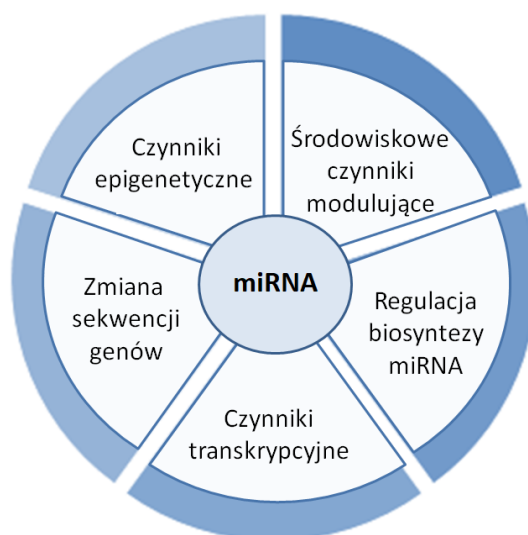 Czynniki
epigenetyczne
Środowiskowe
czynniki
modulujące
miRNA
Zmiana
sekwencji
genów
Regulacja
biosyntezy
miRNA
Czynniki
transkrypcyjne